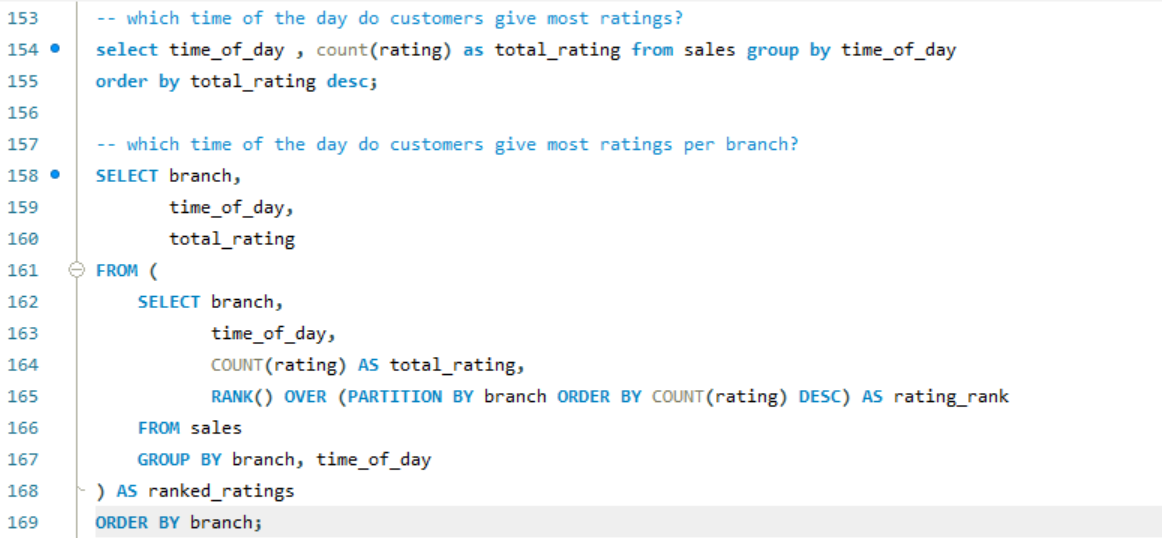 153 -- which time of the day do customers give most ratings?
154 select time_of_day , count(rating) as total_rating from sales group by time_of_day
155 order by total_rating desc;
156
157 -- which time of the day do customers give most ratings per branch?
158 SELECT branch,
159 time_of_day,
160 total_rating
161 FROM (
162 SELECT branch,
163 time_of_day,
164 COUNT(rating) AS total_rating,
165 RANK() OVER (PARTITION BY branch ORDER BY COUNT(rating) DESC) AS rating_rank
166 FROM sales
167 GROUP BY branch, time_of_day
168 ) AS ranked_ratings
169 ORDER BY branch;